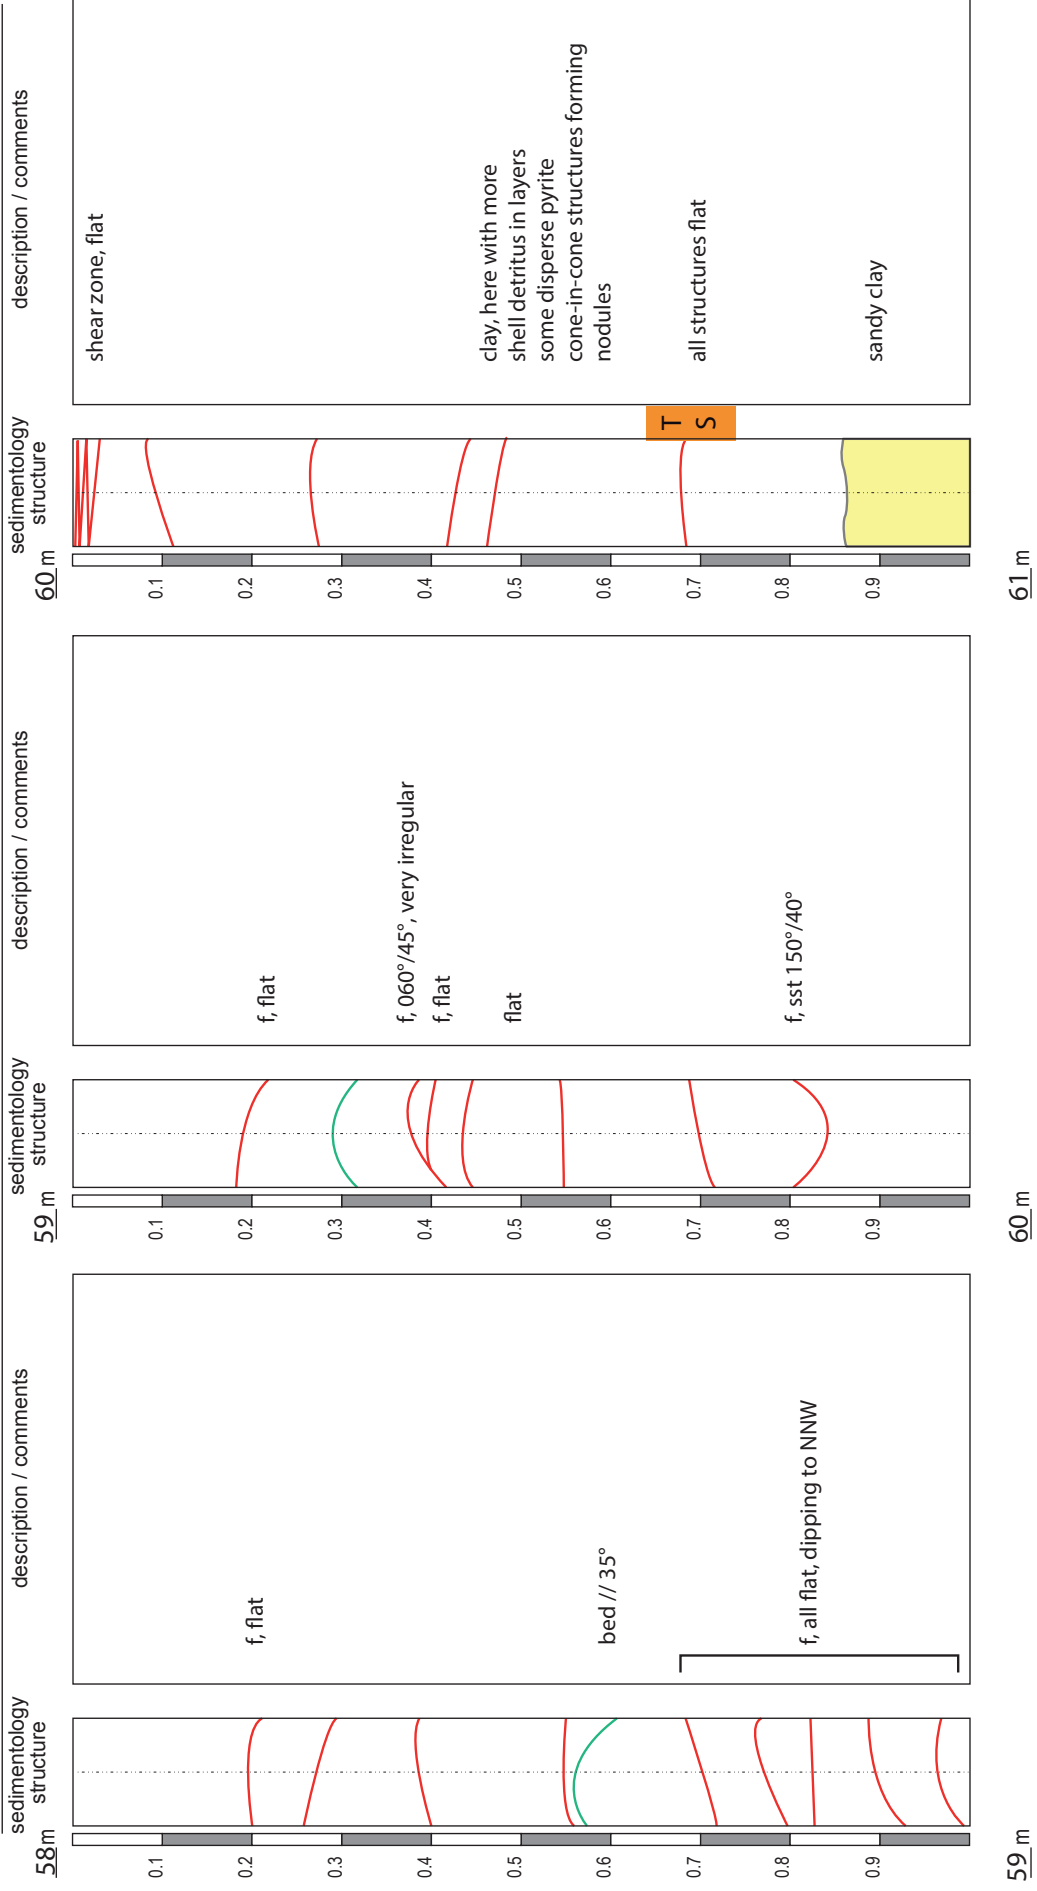 58 m
sedimentology
structure
description / comments
0.1
0.2
0.3
0.4
0.5
0.6
0.7
0.8
0.9
f, flat
bed // 35°
f, all flat, dipping to NNW
59 m
59 m
sedimentology
structure
description / comments
0.1
0.2
0.3
0.4
0.5
0.6
0.7
0.8
0.9
f, flat
f, 060°/45°, very irregular
f, flat
flat
f, sst 150°/40°
60 m
60 m
sedimentology
structure
description / comments
0.1
0.2
0.3
0.4
0.5
0.6
0.7
0.8
0.9
shear zone, flat
clay, here with more
shell detritus in layers
some disperse pyrite
cone-in-cone structures forming
nodules
T
S
all structures flat
sandy clay
61 m